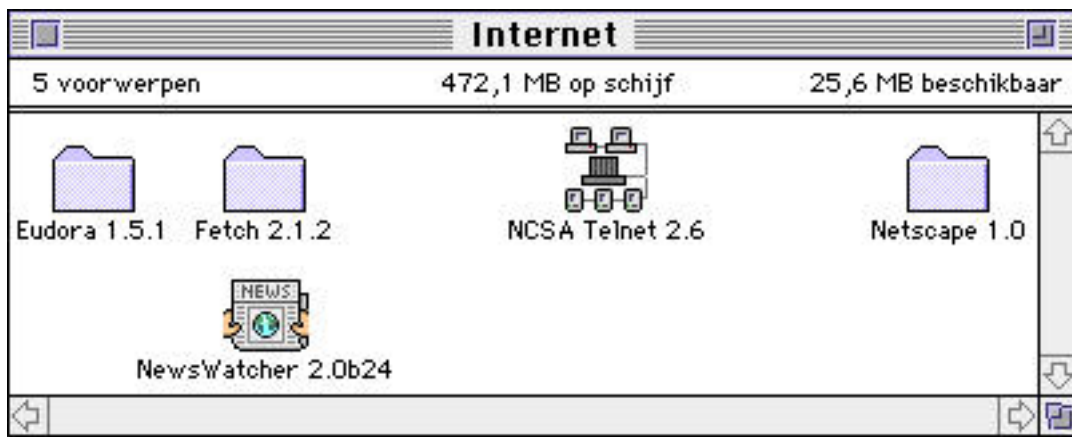 Internet
5 voorwerpen 472,1 MB op schijf 25,6 MB beschikbaar
Eudora 1.5.1 Fetch 2.1.2 NCSA Telnet 2.6 Netscape 1.0
NEWS
NewsWatcher 2.0b24